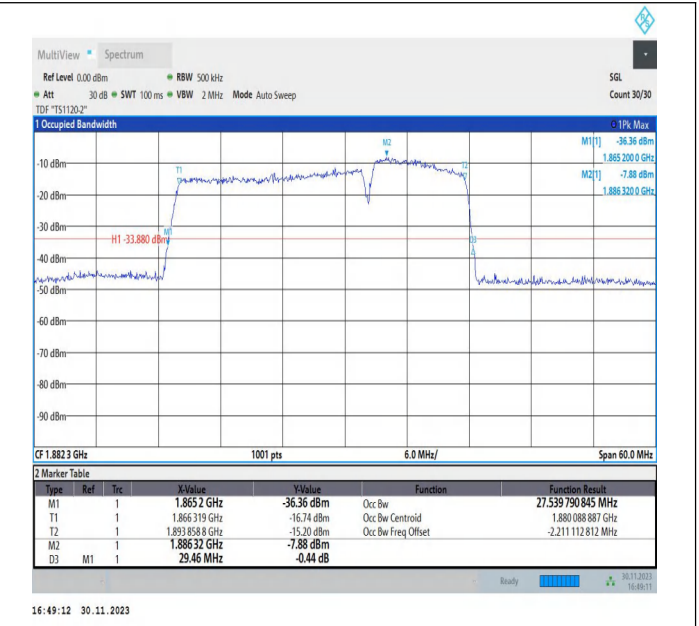 MultiView Spectrum
Ref Level 0.00 dBm RBW 500 kHz SGL
Att 30 dB SWT 100 ms VBW 2 MHz Mode Auto Sweep Count 30/30
TDF "TS1120-2"
1 Occupied Bandwidth 1Pk Max
M1[1] -36.36 dBm
1.865 200 0 GHz
M2[1] -7.88 dBm
1.886 320 0 GHz
M2
-10 dBm
T1
T2
-20 dBm
-30 dBm
H1 -33.880 dBm
M1
D3
-40 dBm
-50 dBm
-60 dBm
-70 dBm
-80 dBm
-90 dBm
CF 1.882 3 GHz 1001 pts 6.0 MHz/ Span 60.0 MHz
2 Marker Table
Type Ref Trc X-Value Y-Value Function Function Result
M1 1 1.865 2 GHz -36.36 dBm Occ Bw 27.539 790 845 MHz
T1 1 1.866 319 GHz -16.74 dBm Occ Bw Centroid 1.880 088 887 GHz
T2 1 1.893 858 8 GHz -15.20 dBm Occ Bw Freq Offset -2.211 112 812 MHz
M2 1 1.886 32 GHz -7.88 dBm
D3 M1 1 29.46 MHz -0.44 dB
Ready 30.11.2023
16:49:11
16:49:12 30.11.2023